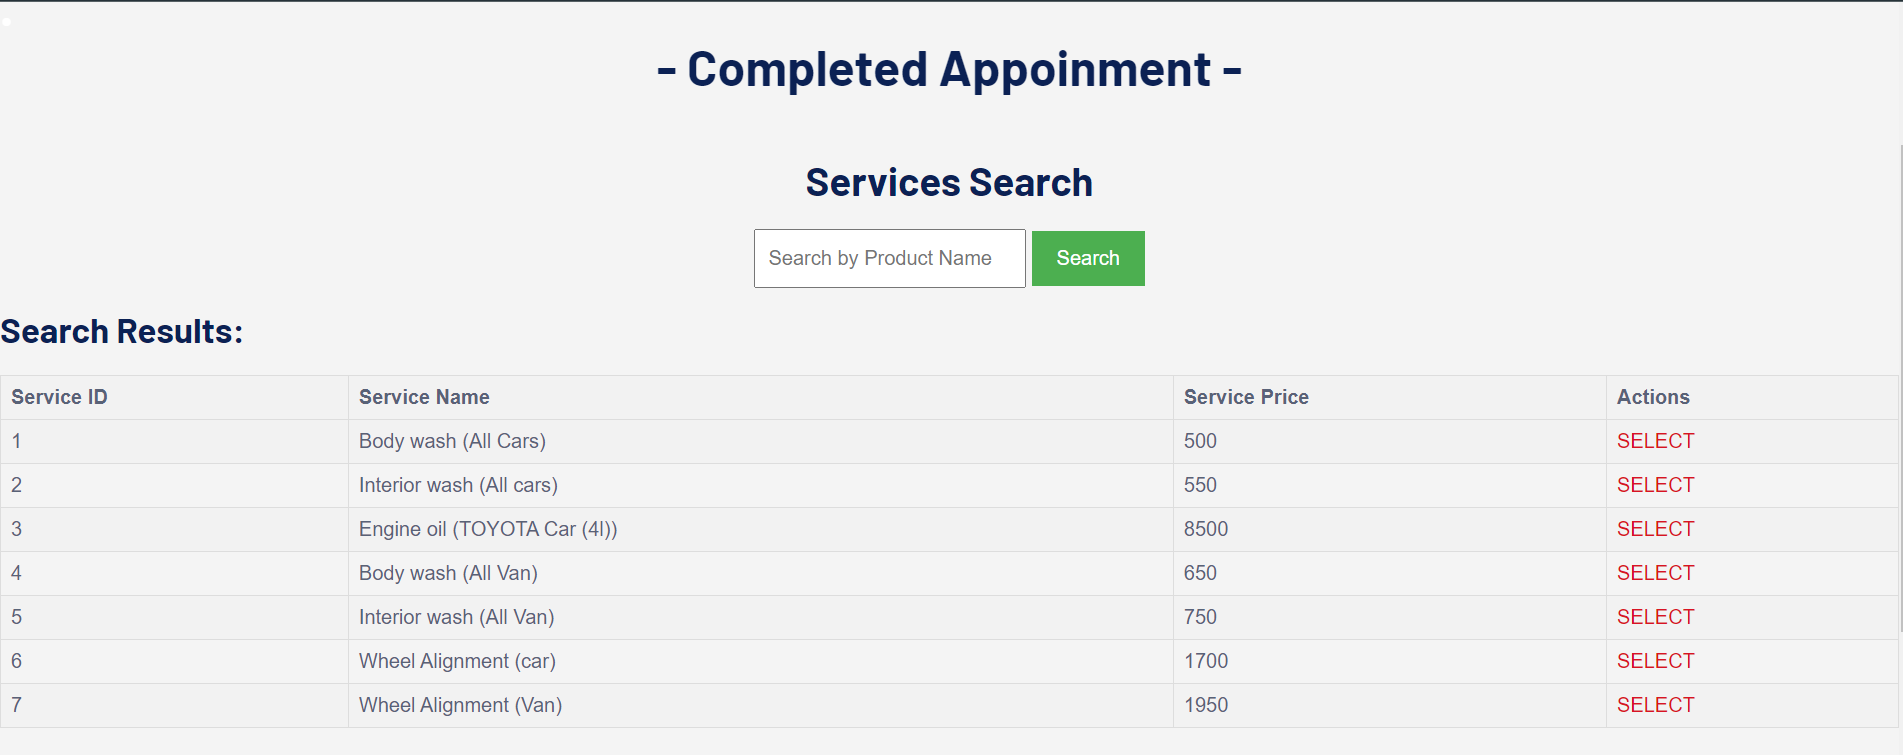 - Completed Appoinment -
Services Search
Search by Product Name Search
Search Results:
Service ID Service Name Service Price Actions
1 Body wash (All Cars) 500 SELECT
2 Interior wash (All cars) 550 SELECT
3 Engine oil (TOYOTA Car (4l)) 8500 SELECT
4 Body wash (All Van) 650 SELECT
5 Interior wash (All Van) 750 SELECT
6 Wheel Alignment (car) 1700 SELECT
7 Wheel Alignment (Van) 1950 SELECT